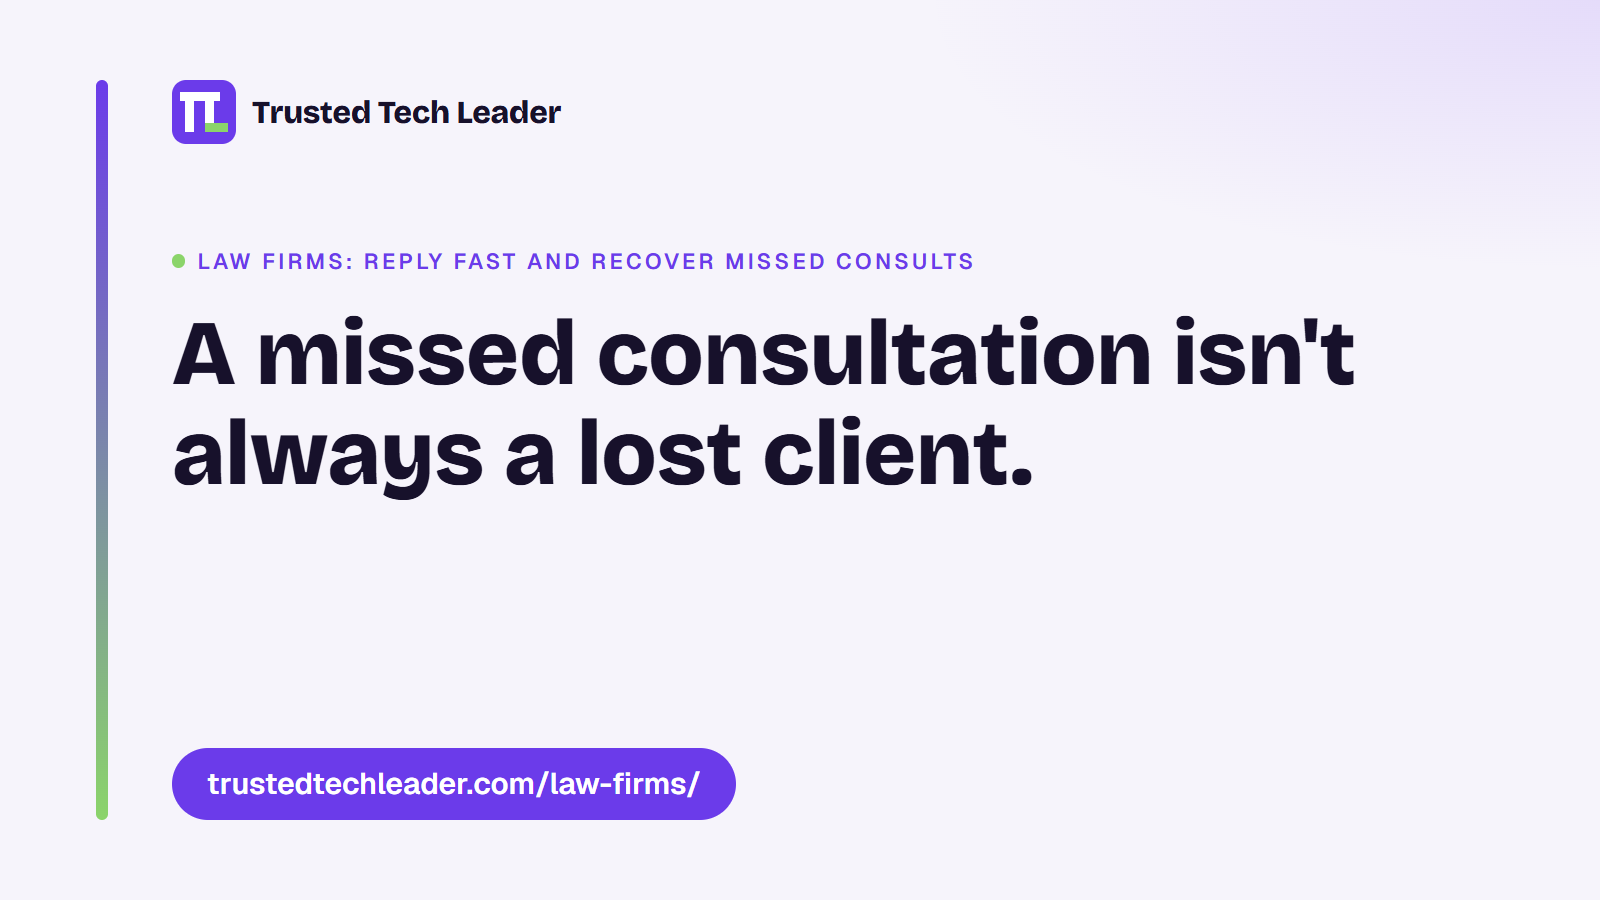 TL
Trusted Tech Leader
LAW FIRMS: REPLY FAST AND RECOVER MISSED CONSULTS
A missed consultation isn't
always a lost client.
trustedtechleader.com/law-firms/